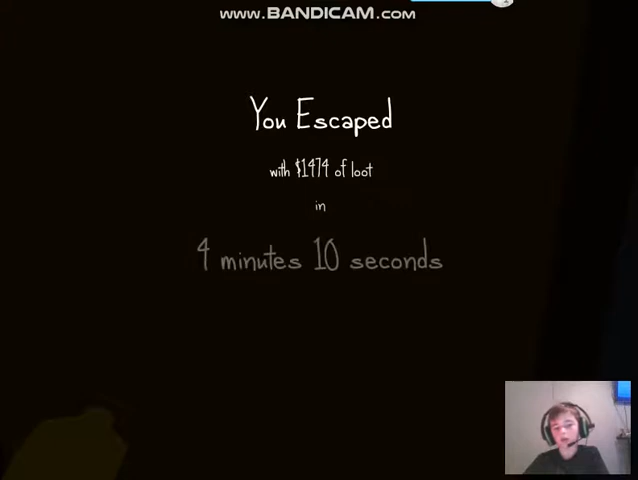 www.BANDICAM.com
You Escaped
with $1474 of loot
in
4 minutes 10 seconds